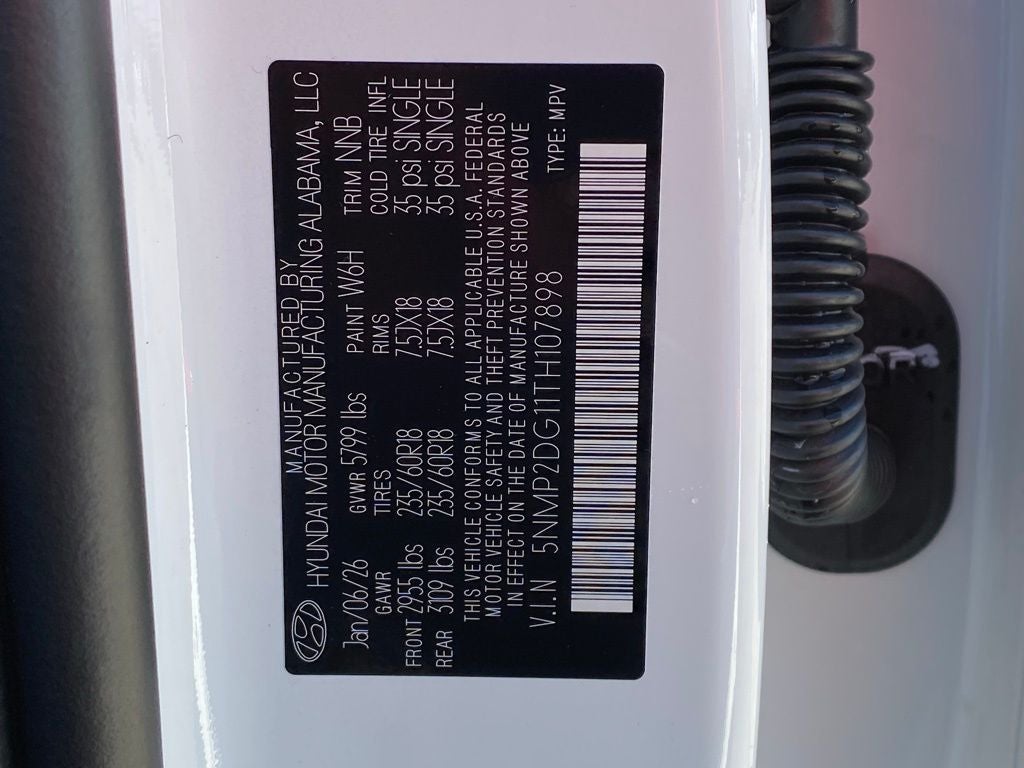 MANUFACTURED BY
HYUNDAI MOTOR MANUFACTURING ALABAMA, LLC
Jan/06/26 GVWR 5799 lbs PAINT W6H TRIM NNB
GAWR TIRES RIMS COLD TIRE INFL
FRONT 2955 lbs 235/60R18 7.5JX18 35 psi SINGLE
REAR 3109 lbs 235/60R18 7.5JX18 35 psi SINGLE
THIS VEHICLE CONFORMS TO ALL APPLICABLE U.S.A. FEDERAL
MOTOR VEHICLE SAFETY AND THEFT PREVENTION STANDARDS
IN EFFECT ON THE DATE OF MANUFACTURE SHOWN ABOVE
V.I.N 5NMP2DG11TH107898
TYPE: MPV